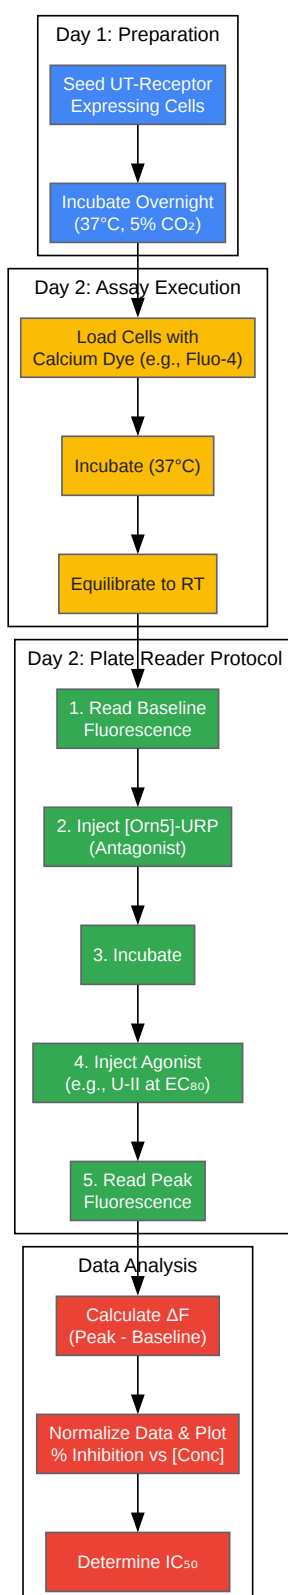 Day 1: Preparation
Seed UT-Receptor
Expressing Cells
Incubate Overnight
(37°C, 5% CO₂)
Day 2: Assay Execution
Load Cells with
Calcium Dye (e.g., Fluo-4)
Incubate (37°C)
Equilibrate to RT
Day 2: Plate Reader Protocol
1. Read Baseline
Fluorescence
2. Inject [Orn5]-URP
(Antagonist)
3. Incubate
4. Inject Agonist
(e.g., U-II at EC₈₀)
5. Read Peak
Fluorescence
Data Analysis
Calculate ΔF
(Peak - Baseline)
Normalize Data & Plot
% Inhibition vs [Conc]
Determine IC₅₀